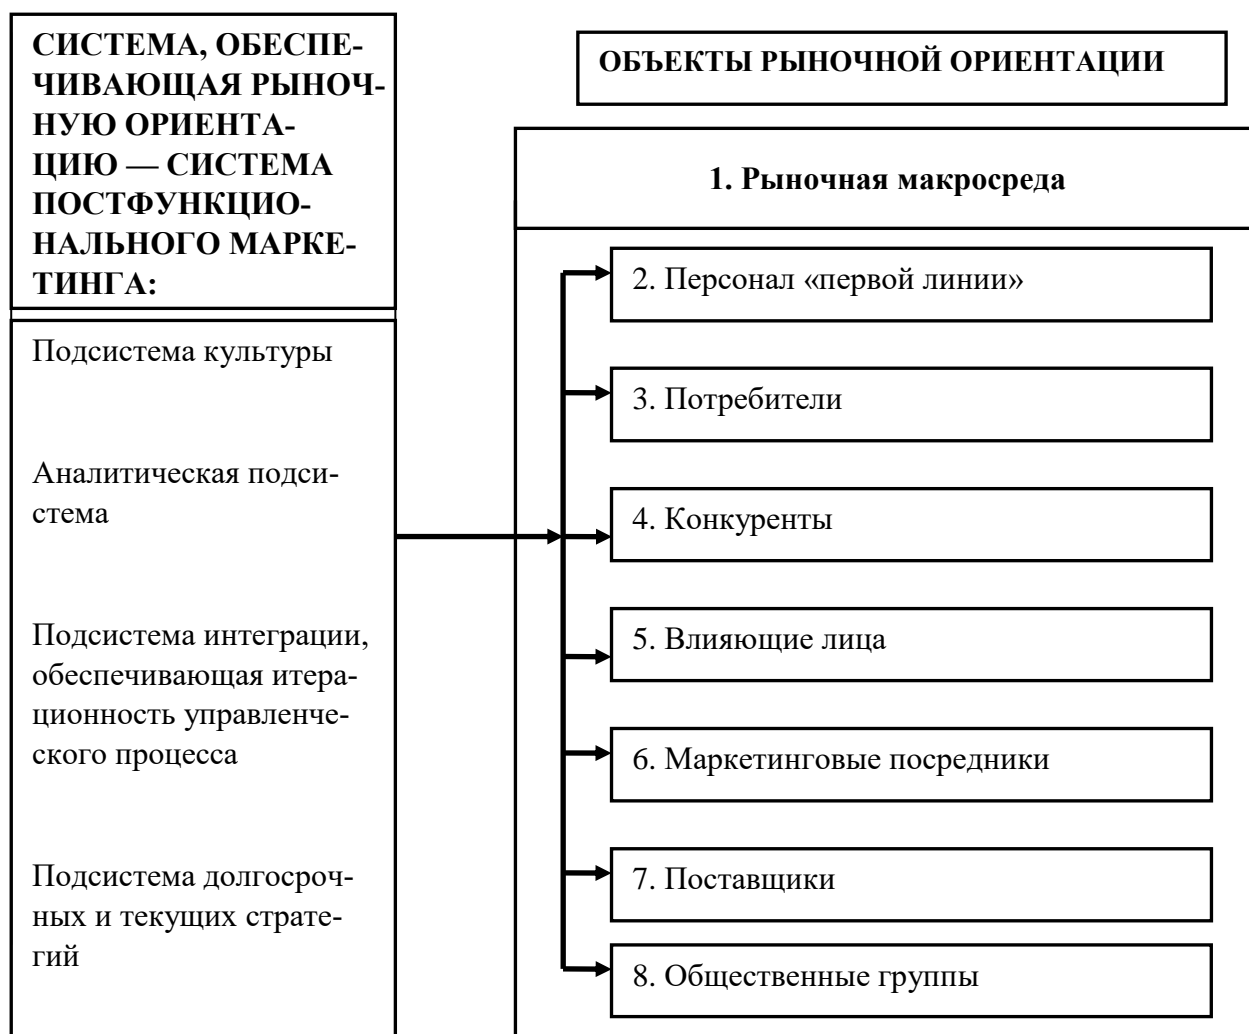 СИСТЕМА, ОБЕСПЕ-
ЧИВАЮЩАЯ РЫНОЧ-
НУЮ ОРИЕНТА-
ЦИЮ — СИСТЕМА
ПОСТФУНКЦИО-
НАЛЬНОГО МАРКЕ-
ТИНГА:
Подсистема культуры
Аналитическая подси-
стема
Подсистема интеграции,
обеспечивающая итера-
ционность управленче-
ского процесса
Подсистема долгосроч-
ных и текущих страте-
гий
ОБЪЕКТЫ РЫНОЧНОЙ ОРИЕНТАЦИИ
1. Рыночная макросреда
2. Персонал «первой линии»
3. Потребители
4. Конкуренты
5. Влияющие лица
6. Маркетинговые посредники
7. Поставщики
8. Общественные группы